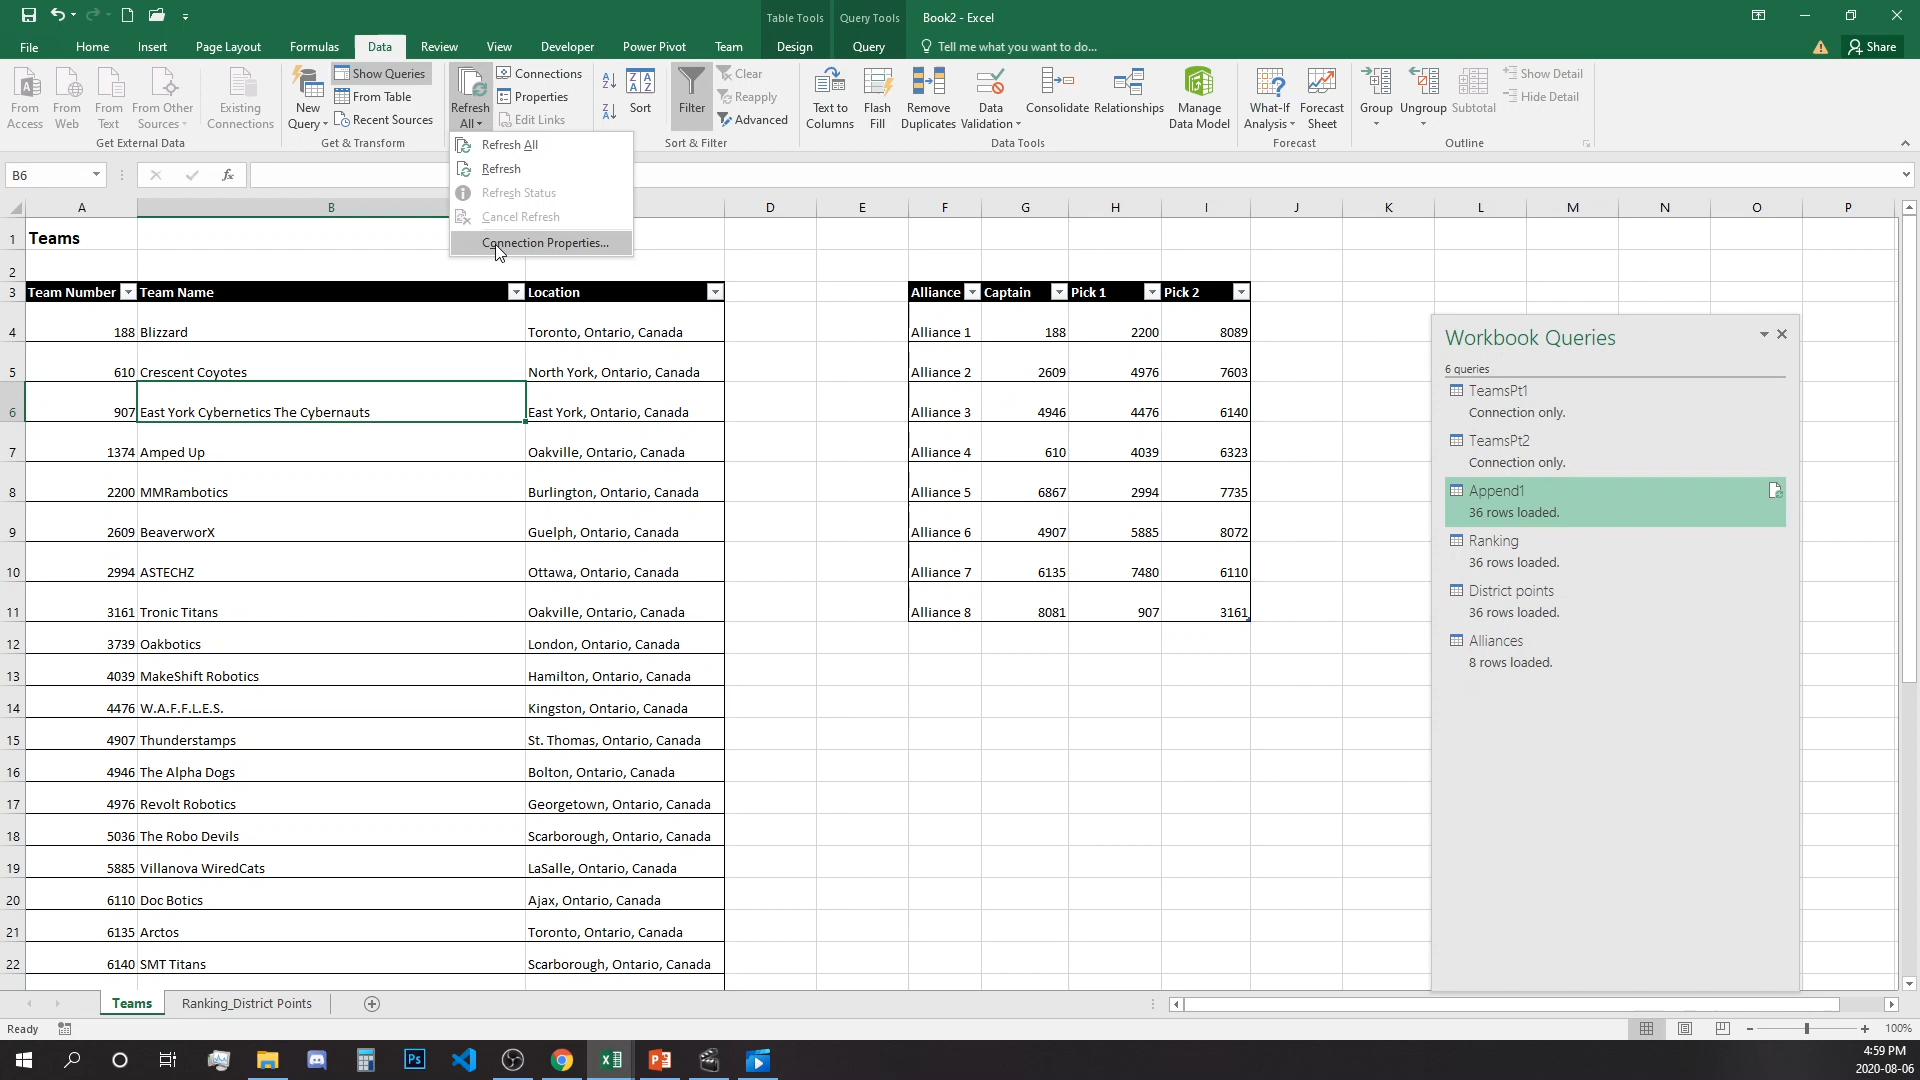 Table Tools
Query Tools
Book2 - Excel
File
Home
Insert
Page Layout
Formulas
Data
Review
View
Developer
Power Pivot
Team
Design
Query
Tell me what you want to do...
Share
From Access
From Web
From Text
From Other Sources
Existing Connections
Get External Data
New Query
Show Queries
From Table
Recent Sources
Get & Transform
Refresh All
Connections
Properties
Edit Links
Sort
Filter
Clear
Reapply
Advanced
Sort & Filter
Text to Columns
Flash Fill
Remove Duplicates
Data Validation
Consolidate
Relationships
Manage Data Model
Data Tools
What-If Analysis
Forecast Sheet
Forecast
Group
Ungroup
Subtotal
Show Detail
Hide Detail
Outline
Refresh All
Refresh
Refresh Status
Cancel Refresh
Connection Properties...
B6
fx
A B D E F G H I J K L M N O P
1 Teams
2
3 Team Number Team Name Location Alliance Captain Pick 1 Pick 2
4 188 Blizzard Toronto, Ontario, Canada Alliance 1 188 2200 8089
5 610 Crescent Coyotes North York, Ontario, Canada Alliance 2 2609 4976 7603
6 907 East York Cybernetics The Cybernauts East York, Ontario, Canada Alliance 3 4946 4476 6140
7 1374 Amped Up Oakville, Ontario, Canada Alliance 4 610 4039 6323
8 2200 MMRambotics Burlington, Ontario, Canada Alliance 5 6867 2994 7735
9 2609 BeaverworX Guelph, Ontario, Canada Alliance 6 4907 5885 8072
10 2994 ASTECHZ Ottawa, Ontario, Canada Alliance 7 6135 7480 6110
11 3161 Tronic Titans Oakville, Ontario, Canada Alliance 8 8081 907 3161
12 3739 Oakbotics London, Ontario, Canada
13 4039 MakeShift Robotics Hamilton, Ontario, Canada
14 4476 W.A.F.F.L.E.S. Kingston, Ontario, Canada
15 4907 Thunderstamps St. Thomas, Ontario, Canada
16 4946 The Alpha Dogs Bolton, Ontario, Canada
17 4976 Revolt Robotics Georgetown, Ontario, Canada
18 5036 The Robo Devils Scarborough, Ontario, Canada
19 5885 Villanova WiredCats LaSalle, Ontario, Canada
20 6110 Doc Botics Ajax, Ontario, Canada
21 6135 Arctos Toronto, Ontario, Canada
22 6140 SMT Titans Scarborough, Ontario, Canada
Workbook Queries
6 queries
TeamsPt1
Connection only.
TeamsPt2
Connection only.
Append1
36 rows loaded.
Ranking
36 rows loaded.
District points
36 rows loaded.
Alliances
8 rows loaded.
Teams
Ranking_District Points
Ready
100%
Ps
4:59 PM
2020-08-06